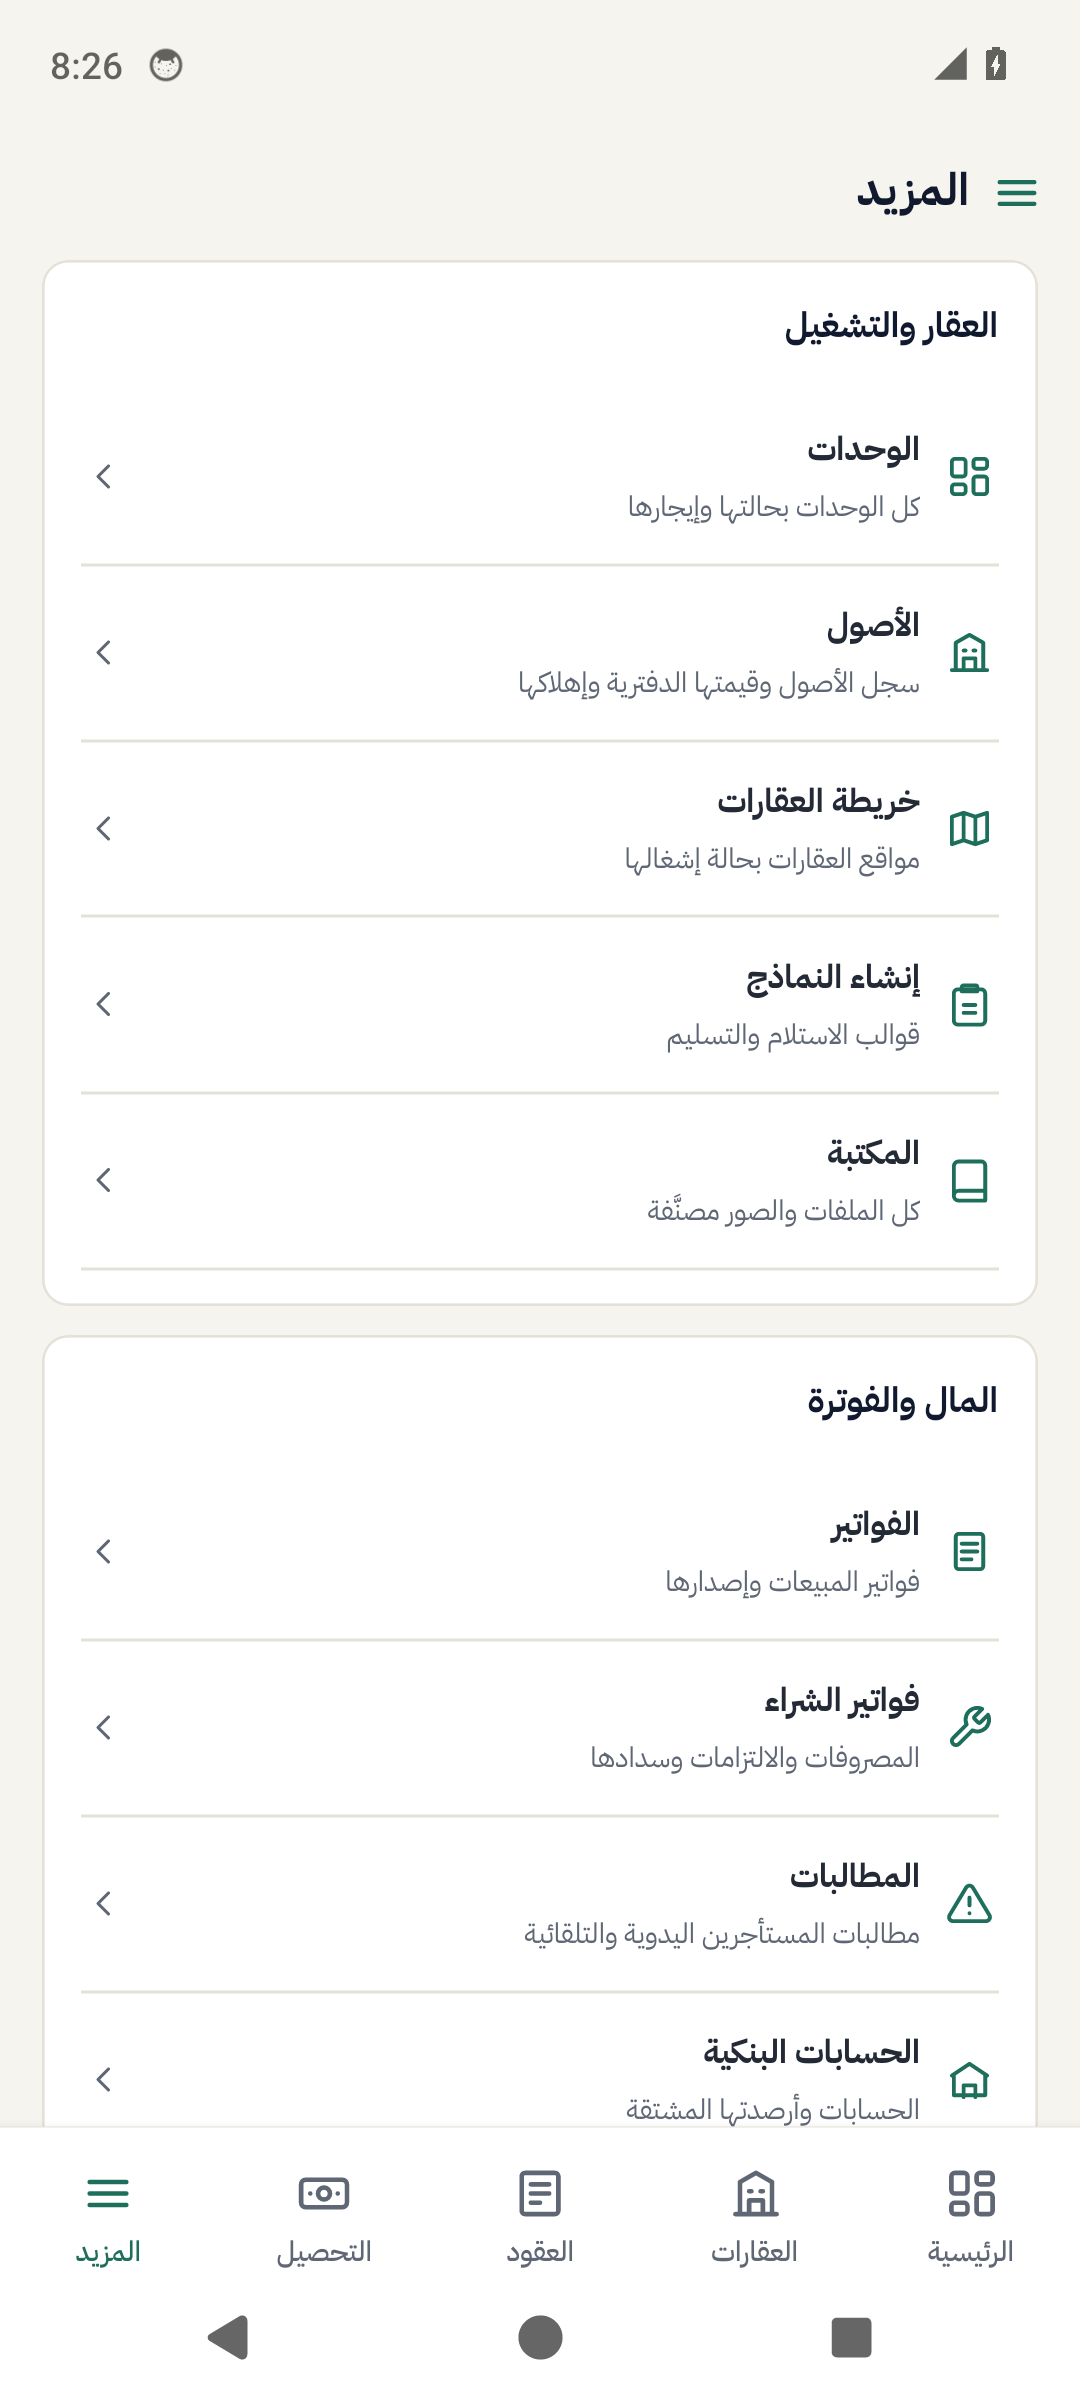 8:26
المزيد
العقار والتشغيل
الوحدات
كل الوحدات بحالتها وإيجارها
الأصول
سجل الأصول وقيمتها الدفترية وإهلاكها
خريطة العقارات
مواقع العقارات بحالة إشغالها
إنشاء النماذج
قوالب الاستلام والتسليم
المكتبة
كل الملفات والصور مصنَّفة
المال والفوترة
الفواتير
فواتير المبيعات وإصدارها
فواتير الشراء
المصروفات والالتزامات وسدادها
المطالبات
مطالبات المستأجرين اليدوية والتلقائية
الحسابات البنكية
الحسابات وأرصدتها المشتقة
الرئيسية
العقارات
العقود
التحصيل
المزيد